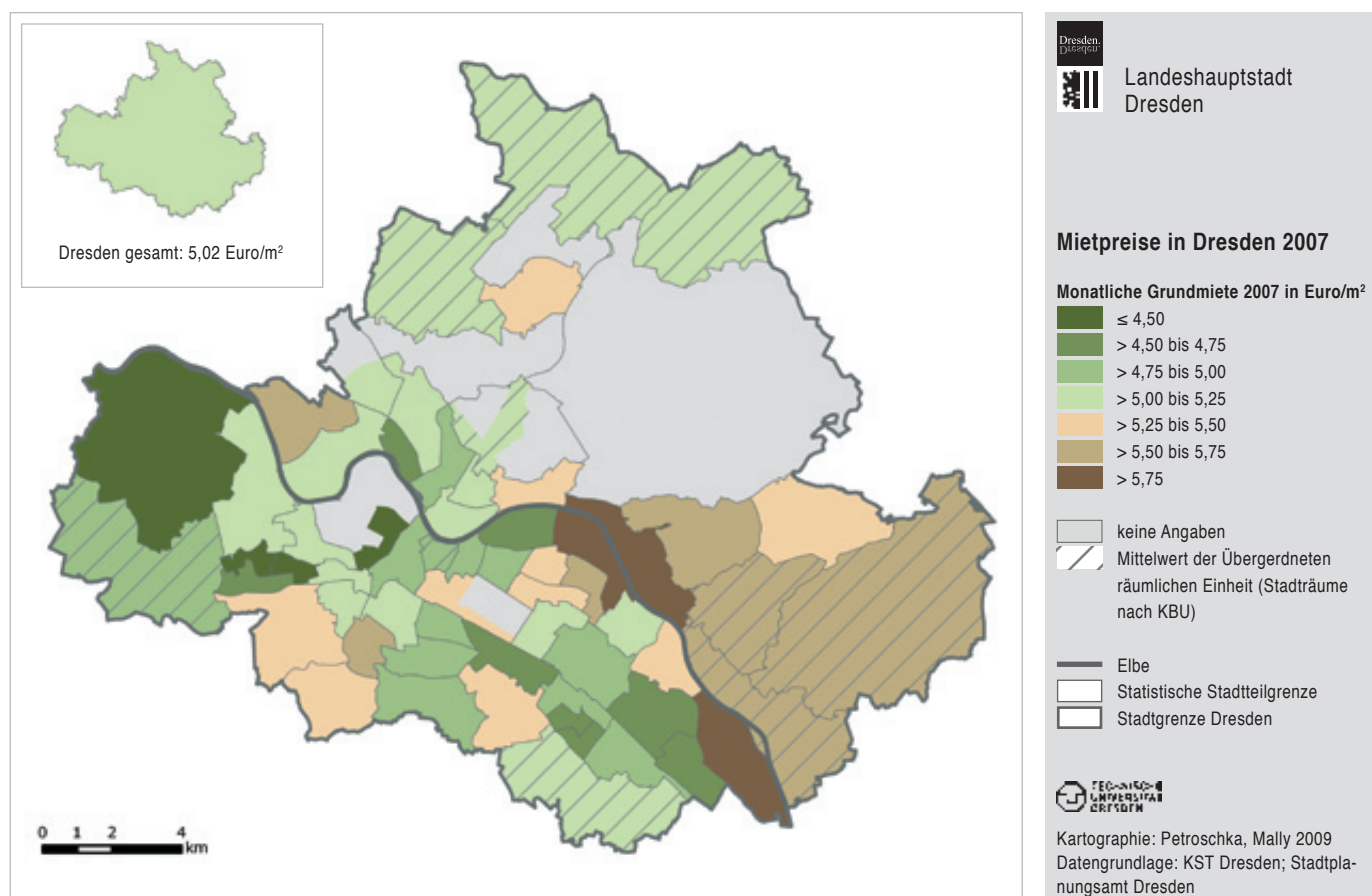 Dresden gesamt: 5,02 Euro/m²
0 1 2 4
km
Dresden.
Dresden.
Landeshauptstadt
Dresden
Mietpreise in Dresden 2007
Monatliche Grundmiete 2007 in Euro/m²
≤ 4,50
> 4,50 bis 4,75
> 4,75 bis 5,00
> 5,00 bis 5,25
> 5,25 bis 5,50
> 5,50 bis 5,75
> 5,75
keine Angaben
Mittelwert der Übergerdneten
räumlichen Einheit (Stadträume
nach KBU)
Elbe
Statistische Stadtteilgrenze
Stadtgrenze Dresden
TECHNISCHE
UNIVERSITÄT
DRESDEN
Kartographie: Petroschka, Mally 2009
Datengrundlage: KST Dresden; Stadtpla-
nungsamt Dresden